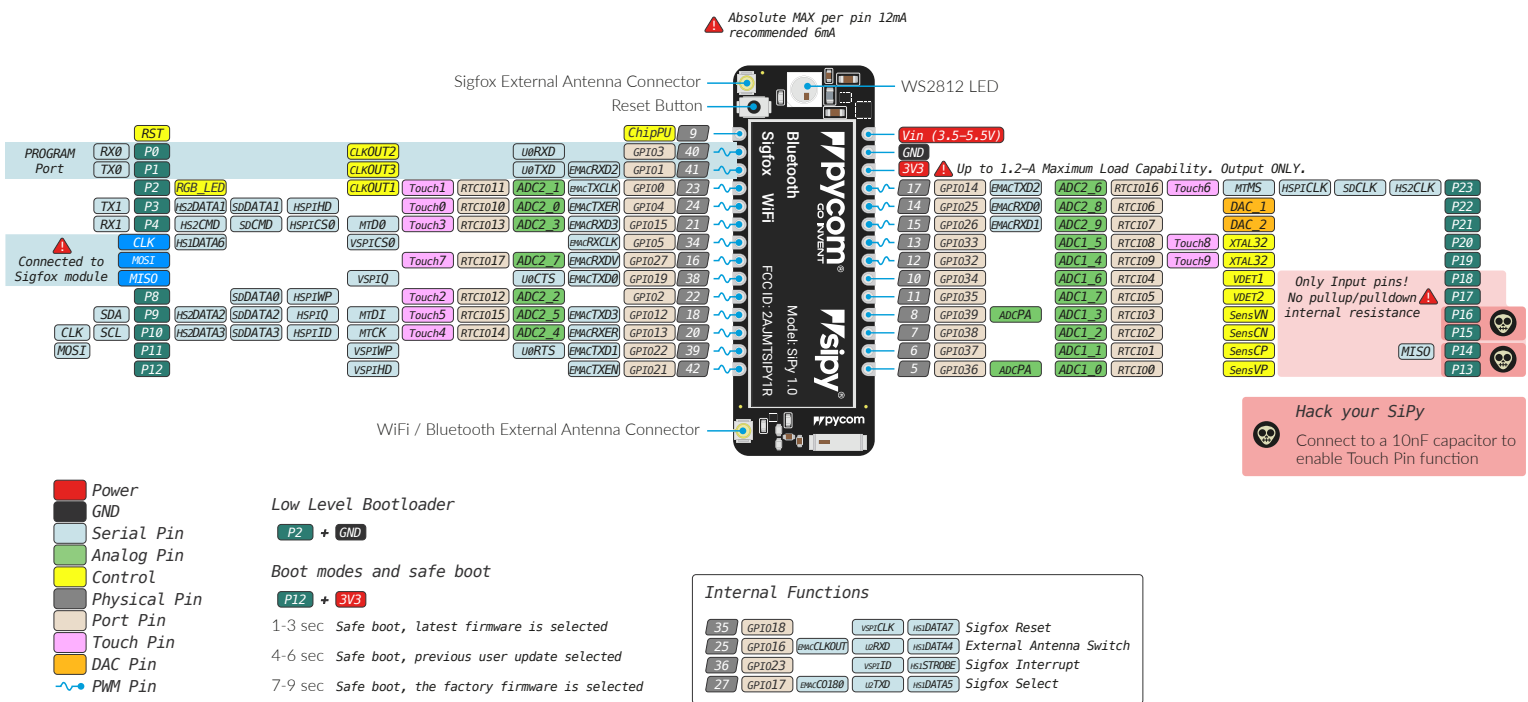 Absolute MAX per pin 12mA
recommended 6mA
Sigfox External Antenna Connector
WS2812 LED
Reset Button
RST ChipPU 9 Vin (3.5–5.5V)
PROGRAM Port
RX0 P0 CLKOUT2 U0RXD GPIO3 40 GND
TX0 P1 CLKOUT3 U0TXD EMACRXD2 GPIO1 41 3V3 Up to 1.2–A Maximum Load Capability. Output ONLY.
P2 RGB_LED CLKOUT1 Touch1 RTCIO11 ADC2_1 EMACTXCLK GPIO0 23 17 GPIO14 EMACTXD2 ADC2_6 RTCIO16 Touch6 MTMS HSPICLK SDCLK HS2CLK P23
TX1 P3 HS2DATA1 SDDATA1 HSPIHD Touch0 RTCIO10 ADC2_0 EMACTXER GPIO4 24 14 GPIO25 EMACRXD0 ADC2_8 RTCIO6 DAC_1 P22
RX1 P4 HS2CMD SDCMD HSPICS0 MTD0 Touch3 RTCIO13 ADC2_3 EMACRXD3 GPIO15 21 15 GPIO26 EMACRXD1 ADC2_9 RTCIO7 DAC_2 P21
CLK HS1DATA6 VSPICS0 EMACRXCLK GPIO5 34 13 GPIO33 ADC1_5 RTCIO8 Touch8 XTAL32 P20
Connected to
Sigfox module
MOSI Touch7 RTCIO17 ADC2_7 EMACRXDV GPIO27 16 12 GPIO32 ADC1_4 RTCIO9 Touch9 XTAL32 P19
MISO VSPIQ U0CTS EMACTXD0 GPIO19 38 10 GPIO34 ADC1_6 RTCIO4 VDET1 P18
P8 SDDATA0 HSPIWP Touch2 RTCIO12 ADC2_2 GPIO2 22 11 GPIO35 ADC1_7 RTCIO5 VDET2 P17
SDA P9 HS2DATA2 SDDATA2 HSPIQ MTDI Touch5 RTCIO15 ADC2_5 EMACTXD3 GPIO12 18 8 GPIO39 ADCPA ADC1_3 RTCIO3 SensVN P16
CLK SCL P10 HS2DATA3 SDDATA3 HSPIID MTCK Touch4 RTCIO14 ADC2_4 EMACRXER GPIO13 20 7 GPIO38 ADC1_2 RTCIO2 SensCN P15
MOSI P11 VSPIWP U0RTS EMACTXD1 GPIO22 39 6 GPIO37 ADC1_1 RTCIO1 SensCP MISO P14
P12 VSPIHD EMACTXEN GPIO21 42 5 GPIO36 ADCPA ADC1_0 RTCIO0 SensVP P13
Only Input pins!
No pullup/pulldown
internal resistance
Bluetooth
Sigfox WiFi
pycom®
GO INVENT
FCC ID: 2AJMTSIPY1R
Model: SiPy 1.0
sipy®
pycom
WiFi / Bluetooth External Antenna Connector
Hack your SiPy
Connect to a 10nF capacitor to
enable Touch Pin function
Power
GND
Serial Pin
Analog Pin
Control
Physical Pin
Port Pin
Touch Pin
DAC Pin
PWM Pin
Low Level Bootloader
P2 + GND
Boot modes and safe boot
P12 + 3V3
1-3 sec Safe boot, latest firmware is selected
4-6 sec Safe boot, previous user update selected
7-9 sec Safe boot, the factory firmware is selected
Internal Functions
35 GPIO18 VSPICLK HS1DATA7 Sigfox Reset
25 GPIO16 EMACCLKOUT U2RXD HS1DATA4 External Antenna Switch
36 GPIO23 VSPIID HS1STROBE Sigfox Interrupt
27 GPIO17 EMACCO180 U2TXD HS1DATA5 Sigfox Select